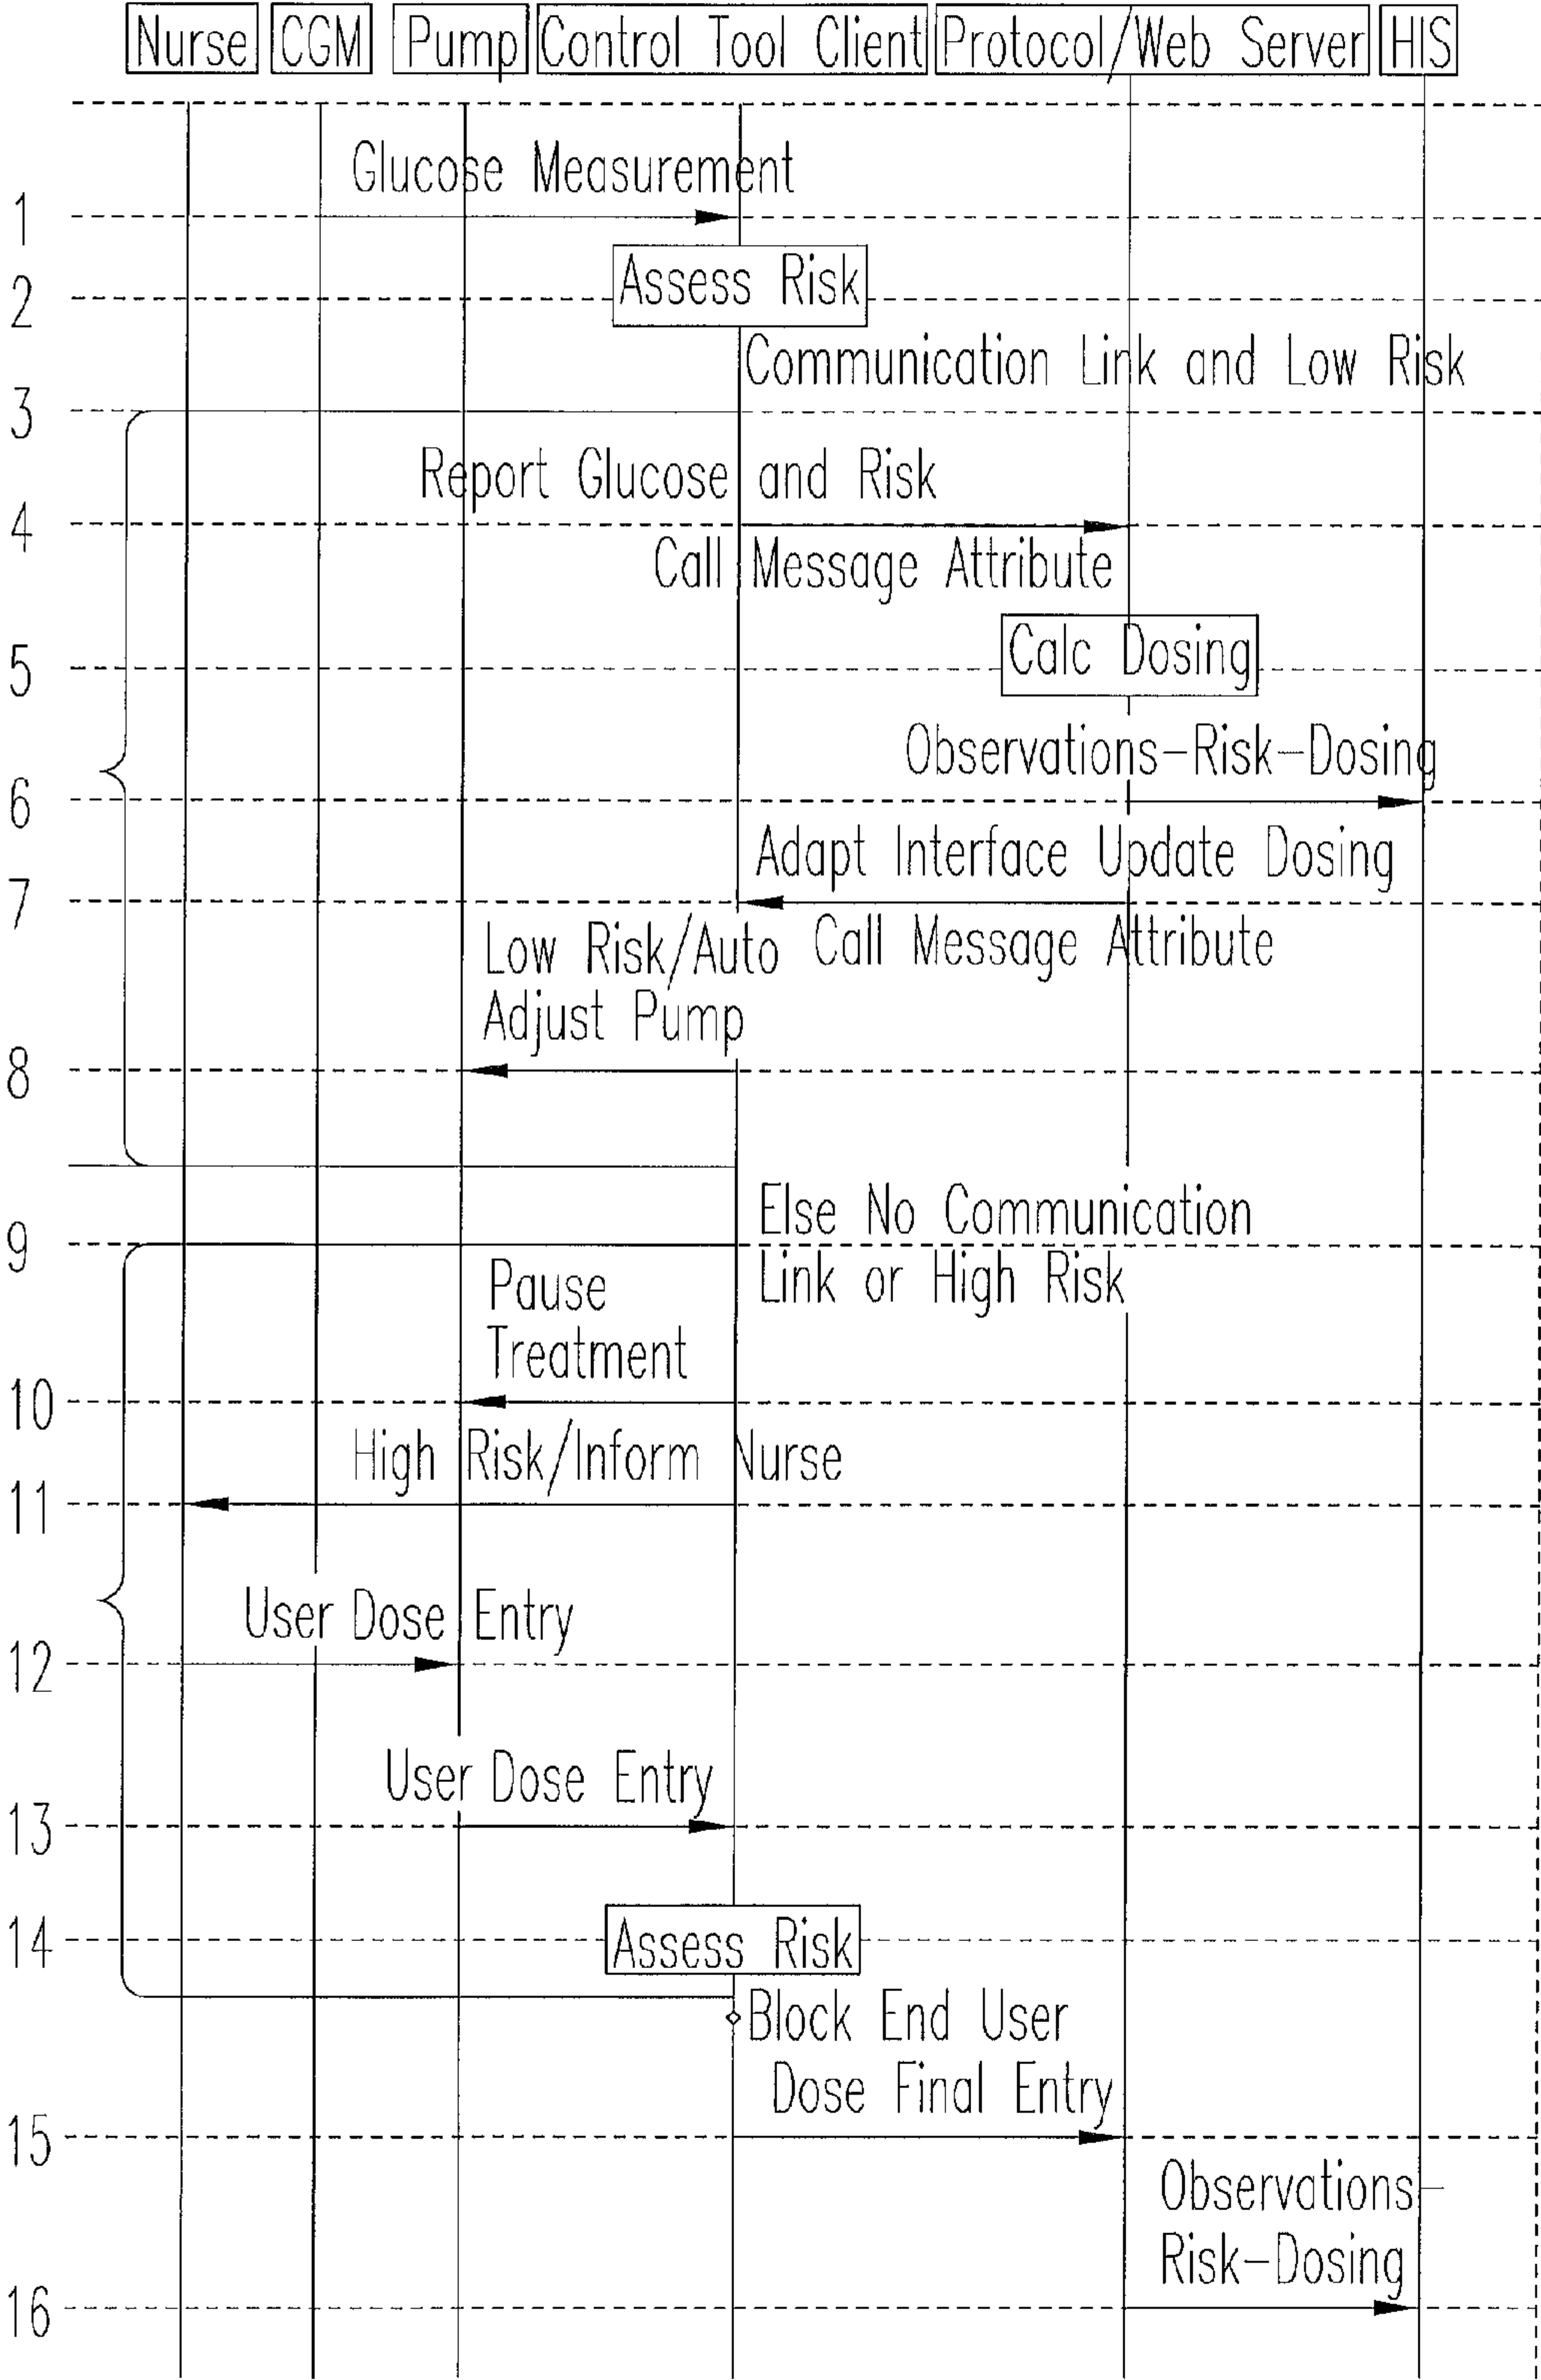 Nurse CGM Pump Control Tool Client Protocol/Web Server HIS
Glucose Measurement
1
Assess Risk
2
Communication Link and Low Risk
3
Report Glucose and Risk
4
Call Message Attribute
Calc Dosing
5
Observations-Risk-Dosing
6
Adapt Interface Update Dosing
7
Low Risk/Auto Call Message Attribute
Adjust Pump
8
Else No Communication
9
Link or High Risk
Pause
Treatment
10
High Risk/Inform Nurse
11
User Dose Entry
12
User Dose Entry
13
Assess Risk
14
Block End User
Dose Final Entry
15
Observations-
Risk-Dosing
16